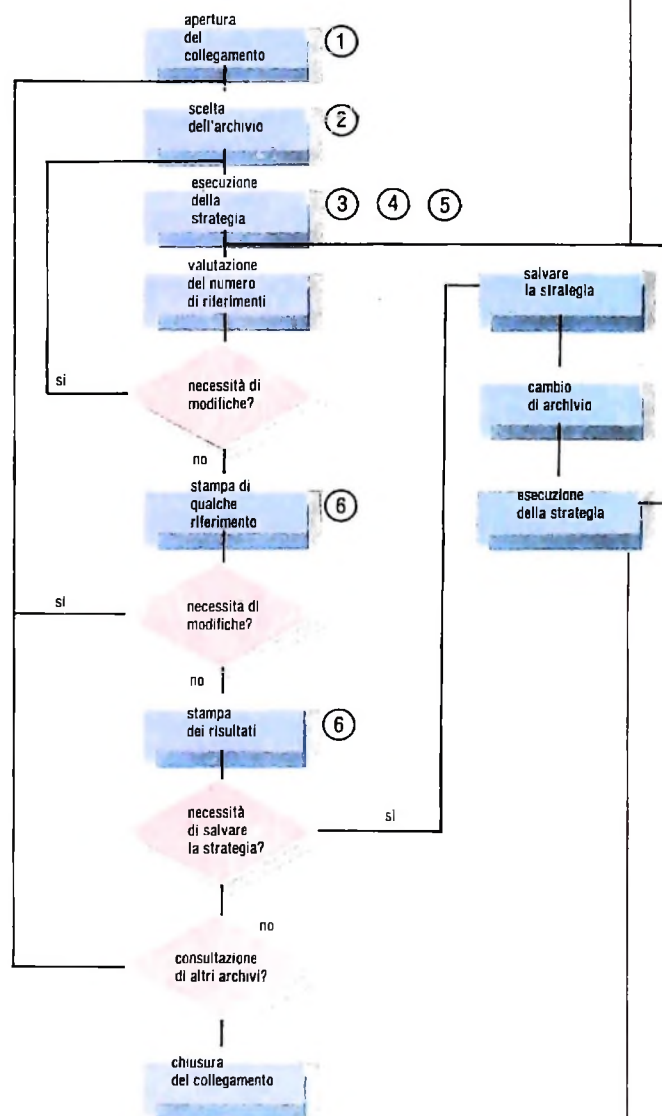 apertura
del
collegamento
1
scelta
dell'archivio
2
esecuzione
della
strategia
3 4 5
valutazione
del numero
di riferimenti
necessità di
modifiche?
si
no
stampa di
qualche
riferimento
6
necessità di
modifiche?
si
no
stampa
dei risultati
6
necessità
di salvare
la strategia?
si
no
consultazione
di altri archivi?
chiusura
del collegamento
salvare
la strategia
cambio
di archivio
esecuzione
della strategia